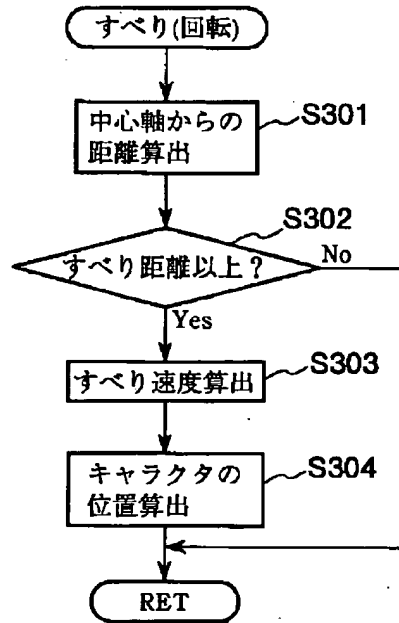 すべり(回転)
中心軸からの
距離算出
S301
すべり距離以上?
S302
No
Yes
すべり速度算出
S303
キャラクタの
位置算出
S304
RET